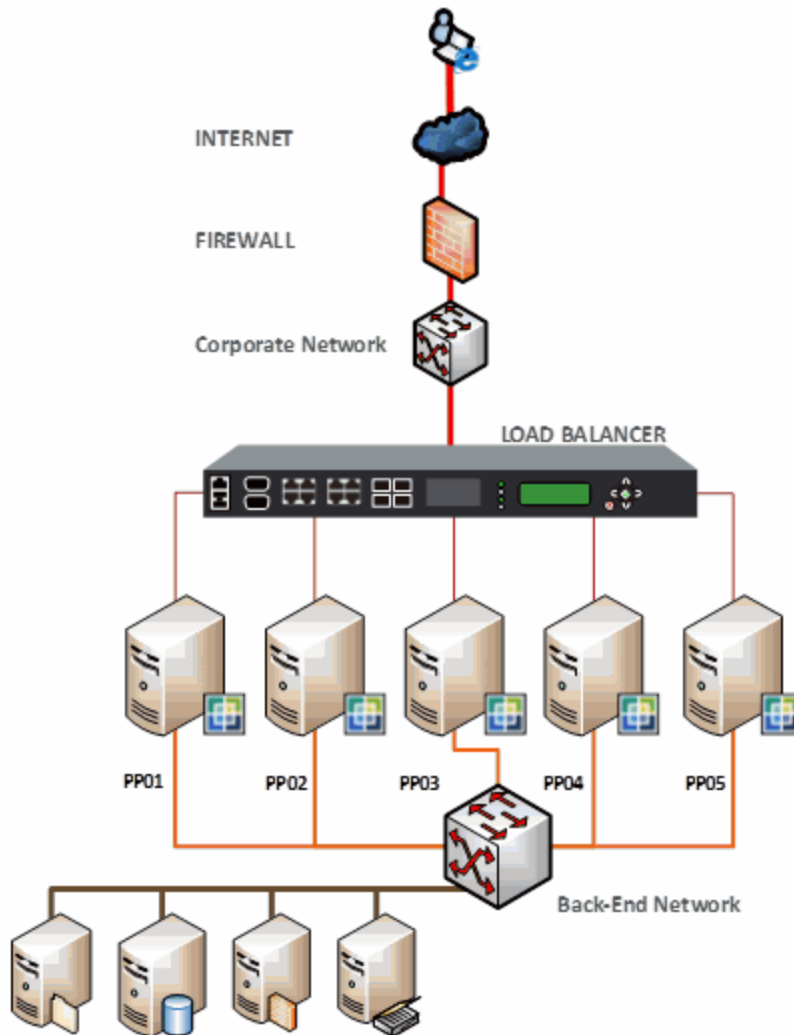 INTERNET
FIREWALL
Corporate Network
LOAD BALANCER
PP01
PP02
PP03
PP04
PP05
Back-End Network